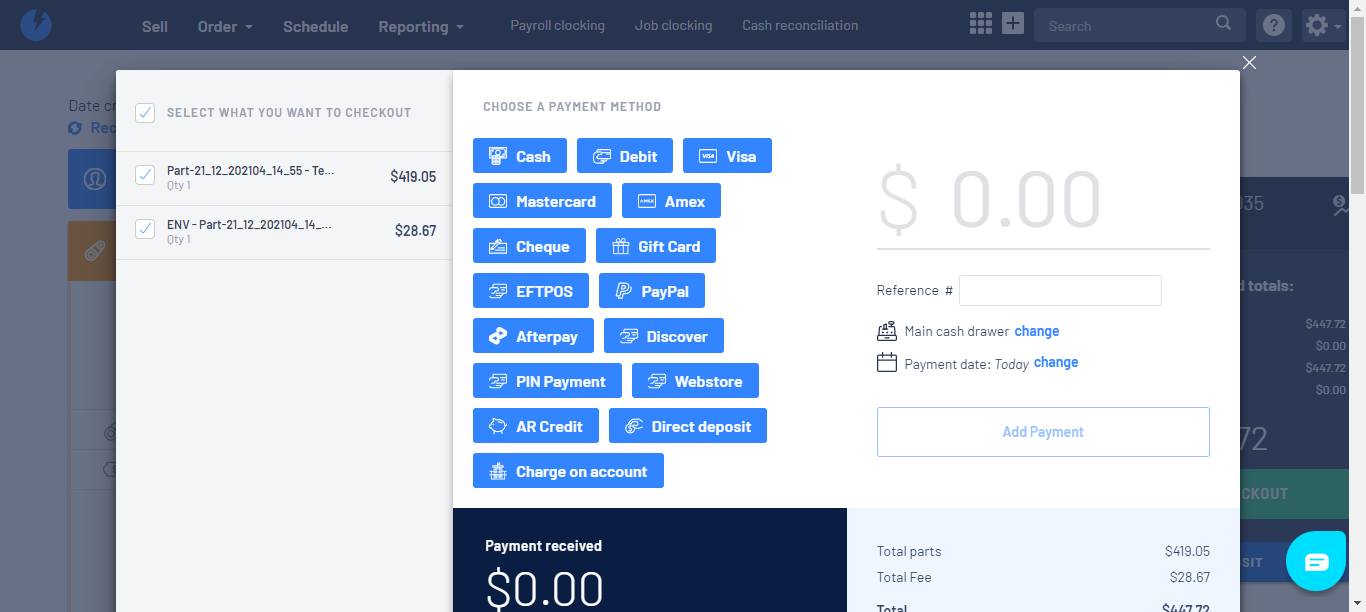 Sell Order Schedule Reporting Payroll clocking Job clocking Cash reconciliation Search
SELECT WHAT YOU WANT TO CHECKOUT
Part-21_12_202104_14_55 - Te... $419.05
Qty 1
ENV - Part-21_12_202104_14_... $28.67
Qty 1
CHOOSE A PAYMENT METHOD
Cash Debit Visa
Mastercard Amex
Cheque Gift Card
EFTPOS PayPal
Afterpay Discover
PIN Payment Webstore
AR Credit Direct deposit
Charge on account
$ 0.00
Reference #
Main cash drawer change
Payment date: Today change
Add Payment
Payment received
$0.00
Total parts $419.05
Total Fee $28.67
Total $447.72
Date
035
totals:
$447.72
$0.00
$447.72
$0.00
72